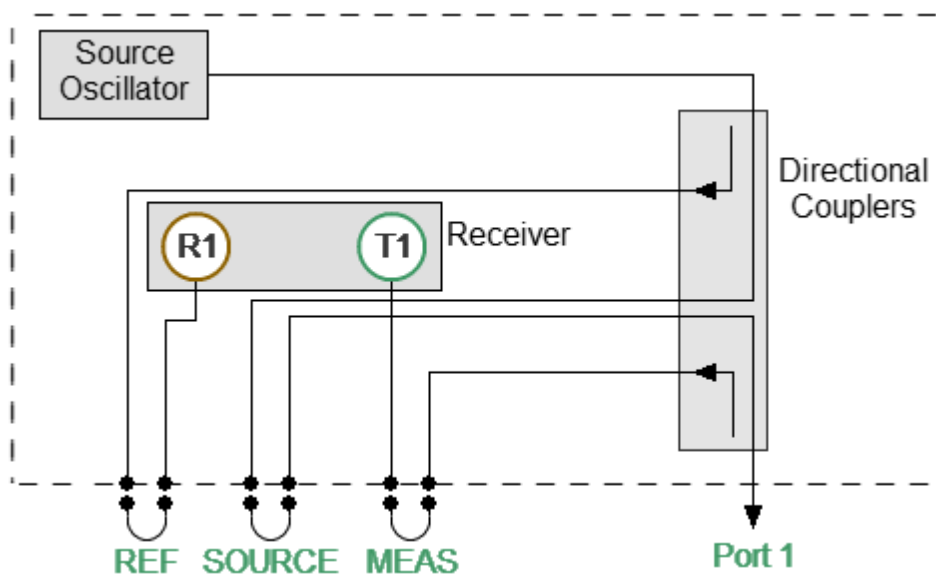 Source
Oscillator
Directional
Couplers
R1
T1
Receiver
REF
SOURCE
MEAS
Port 1